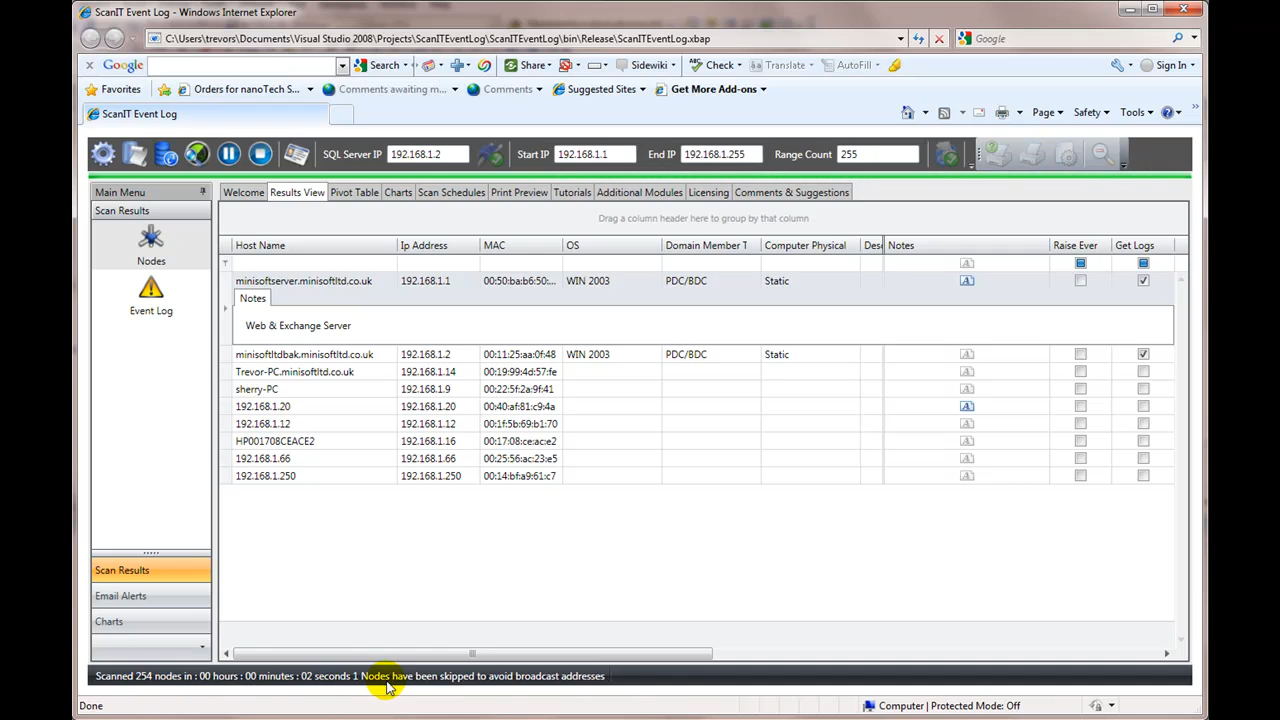 ScanIT Event Log - Windows Internet Explorer
C:\Users\trevors\Documents\Visual Studio 2008\Projects\ScanITEventLog\ScanITEventLog\bin\Release\ScanITEventLog.xbap Google
Google Search Share Sidewiki Check Translate AutoFill Sign In
Favorites Orders for nanoTech S... Comments awaiting m... Comments Suggested Sites Get More Add-ons
ScanIT Event Log Page Safety Tools
SQL Server IP 192.168.1.2 Start IP 192.168.1.1 End IP 192.168.1.255 Range Count 255
Main Menu Welcome Results View Pivot Table Charts Scan Schedules Print Preview Tutorials Additional Modules Licensing Comments & Suggestions
Scan Results
Nodes
Event Log
Drag a column header here to group by that column
Host Name Ip Address MAC OS Domain Member T Computer Physical Des Notes Raise Ever Get Logs
minisoftserver.minisoftltd.co.uk 192.168.1.1 00:50:ba:b6:50:... WIN 2003 PDC/BDC Static
Notes
Web & Exchange Server
minisoftltdbak.minisoftltd.co.uk 192.168.1.2 00:11:25:aa:0f:48 WIN 2003 PDC/BDC Static
Trevor-PC.minisoftltd.co.uk 192.168.1.14 00:19:99:4d:57:fe
sherry-PC 192.168.1.9 00:22:5f:2a:9f:41
192.168.1.20 192.168.1.20 00:40:af:81:c9:4a
192.168.1.12 192.168.1.12 00:1f:5b:69:b1:70
HP001708CEACE2 192.168.1.16 00:17:08:ce:ac:e2
192.168.1.66 192.168.1.66 00:25:56:ac:23:e5
192.168.1.250 192.168.1.250 00:14:bf:a9:61:c7
Scan Results
Email Alerts
Charts
Scanned 254 nodes in : 00 hours : 00 minutes : 02 seconds 1 Nodes have been skipped to avoid broadcast addresses
Done Computer | Protected Mode: Off